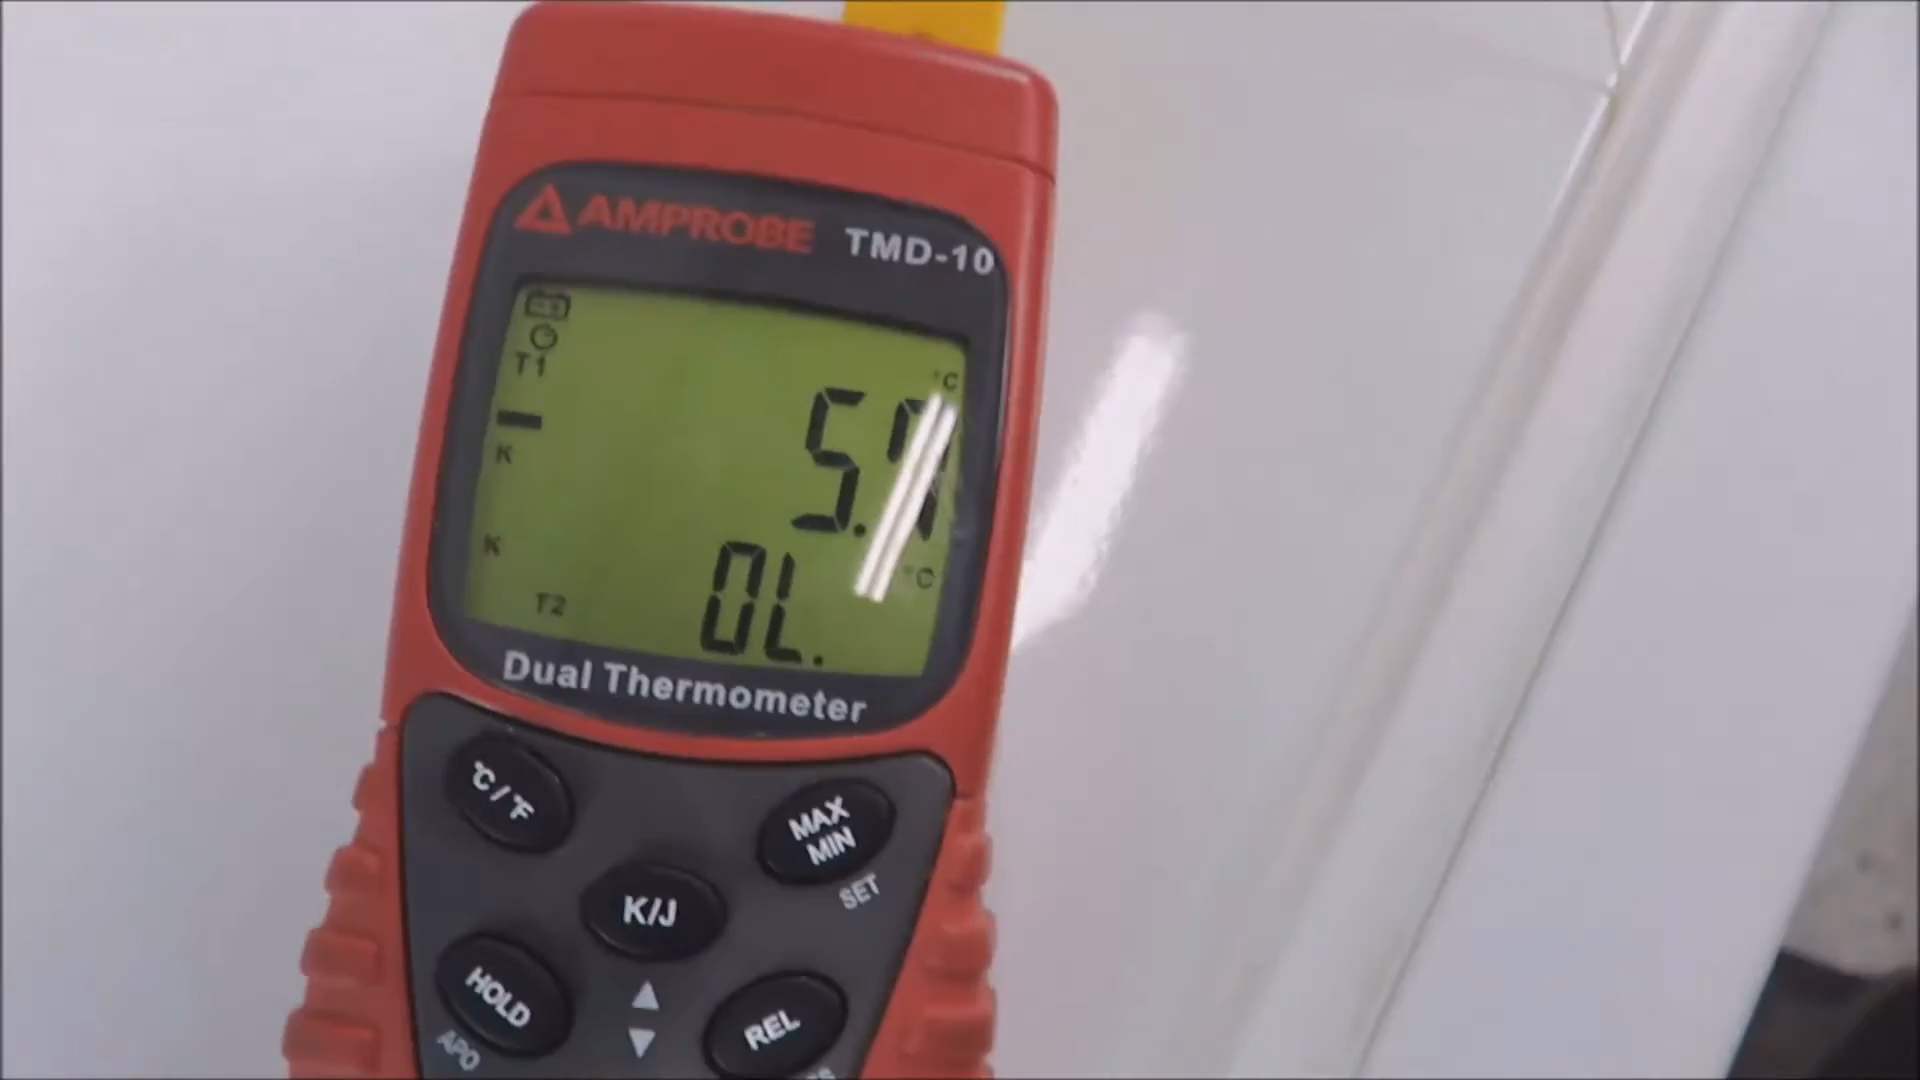 AMPROBE TMD-10
T1
°C
K
K
°C
T2
OL.
Dual Thermometer
°C/°F
MAX
MIN
SET
K/J
HOLD
APO
REL